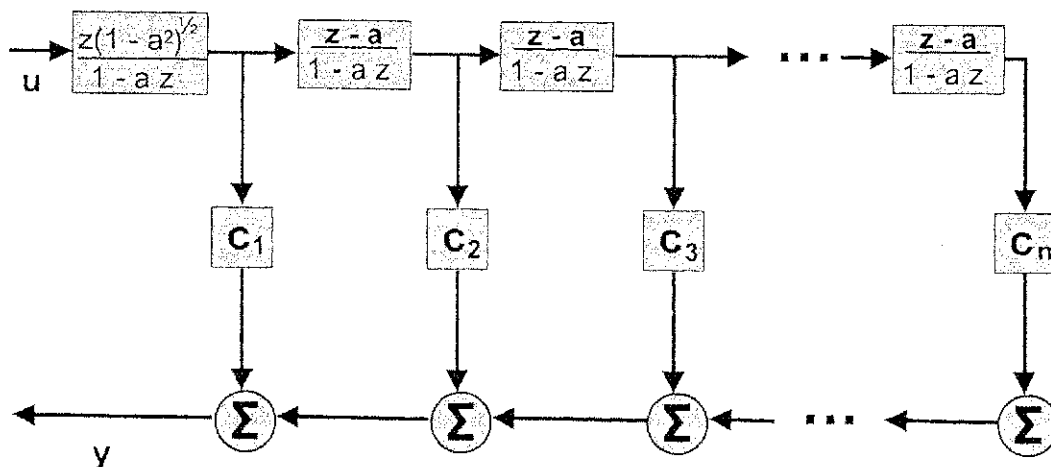 z(1 - a²)^½
1 - a z
z - a
1 - a z
z - a
1 - a z
...
z - a
1 - a z
u
C₁
C₂
C₃
Cₙ
Σ
Σ
Σ
...
Σ
y